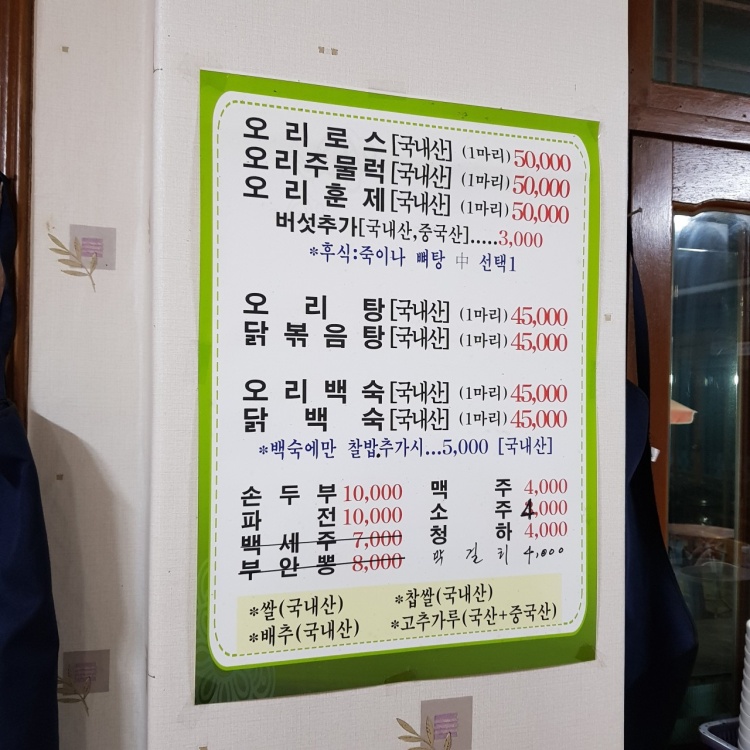 오리로스[국내산] (1마리) 50,000
오리주물럭[국내산] (1마리) 50,000
오리훈제[국내산] (1마리) 50,000
버섯추가[국내산,중국산].....3,000
*후식:죽이나 뼈탕 中 선택1
오리탕[국내산] (1마리) 45,000
닭볶음탕[국내산] (1마리) 45,000
오리백숙[국내산] (1마리) 45,000
닭백숙[국내산] (1마리) 45,000
*백숙에만 찰밥추가시...5,000 [국내산]
손두부 10,000 맥주 4,000
파전 10,000 소주 4,000
백세주 7,000 청하 4,000
부안뽕 8,000 막걸리 4,000
*쌀(국내산) *찹쌀(국내산)
*배추(국내산) *고추가루(국산+중국산)